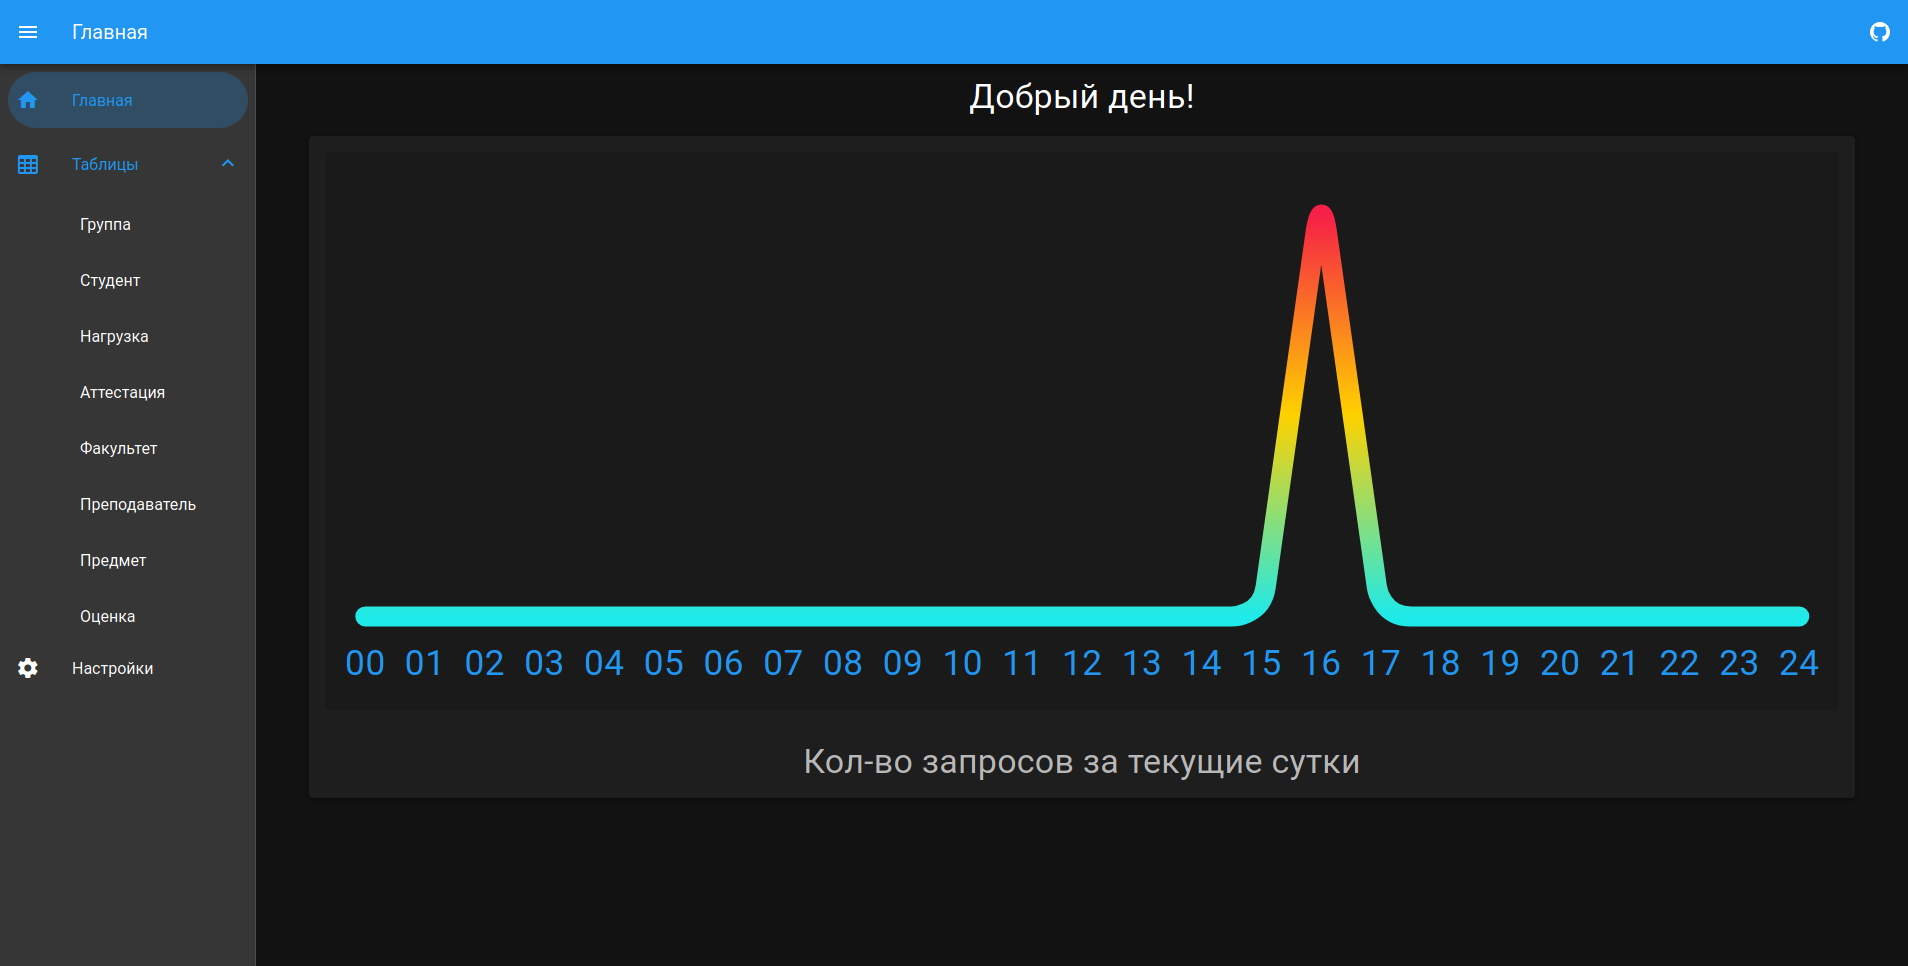 Главная
Главная
Таблицы
Группа
Студент
Нагрузка
Аттестация
Факультет
Преподаватель
Предмет
Оценка
Настройки
Добрый день!
00 01 02 03 04 05 06 07 08 09 10 11 12 13 14 15 16 17 18 19 20 21 22 23 24
Кол-во запросов за текущие сутки